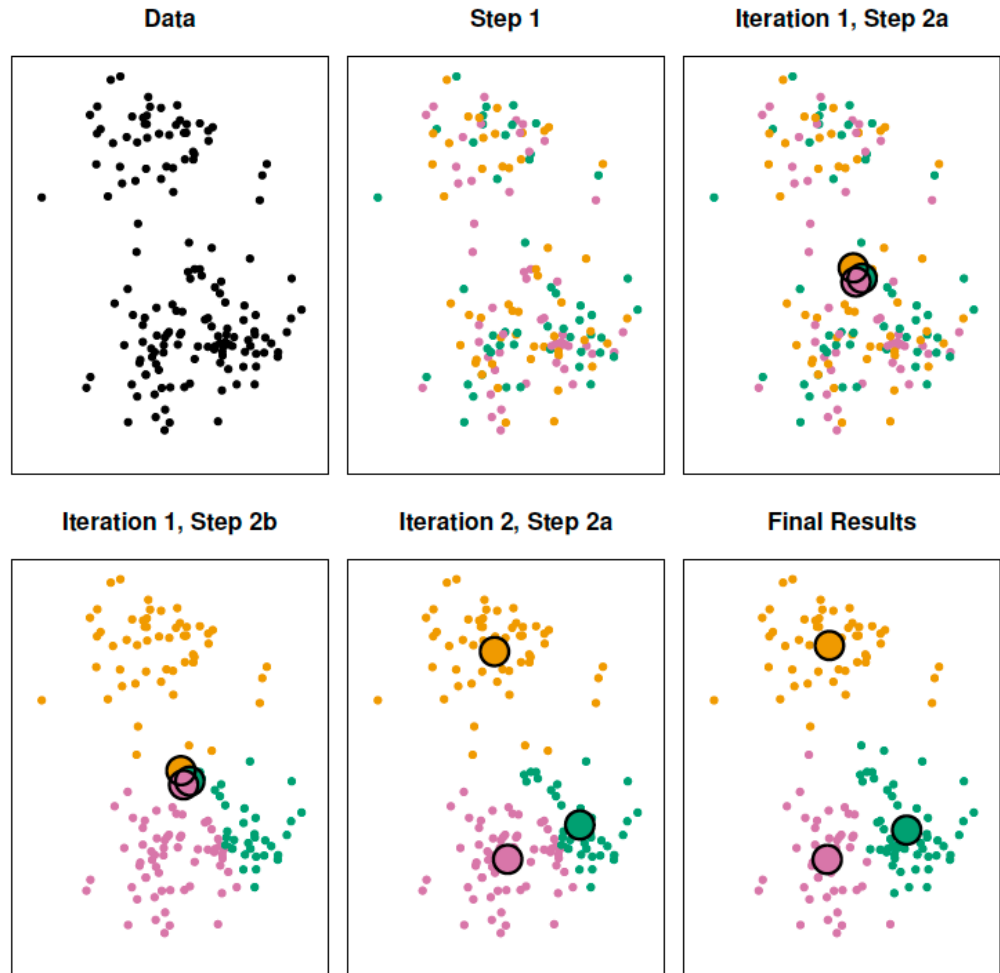 Data
Step 1
Iteration 1, Step 2a
Iteration 1, Step 2b
Iteration 2, Step 2a
Final Results